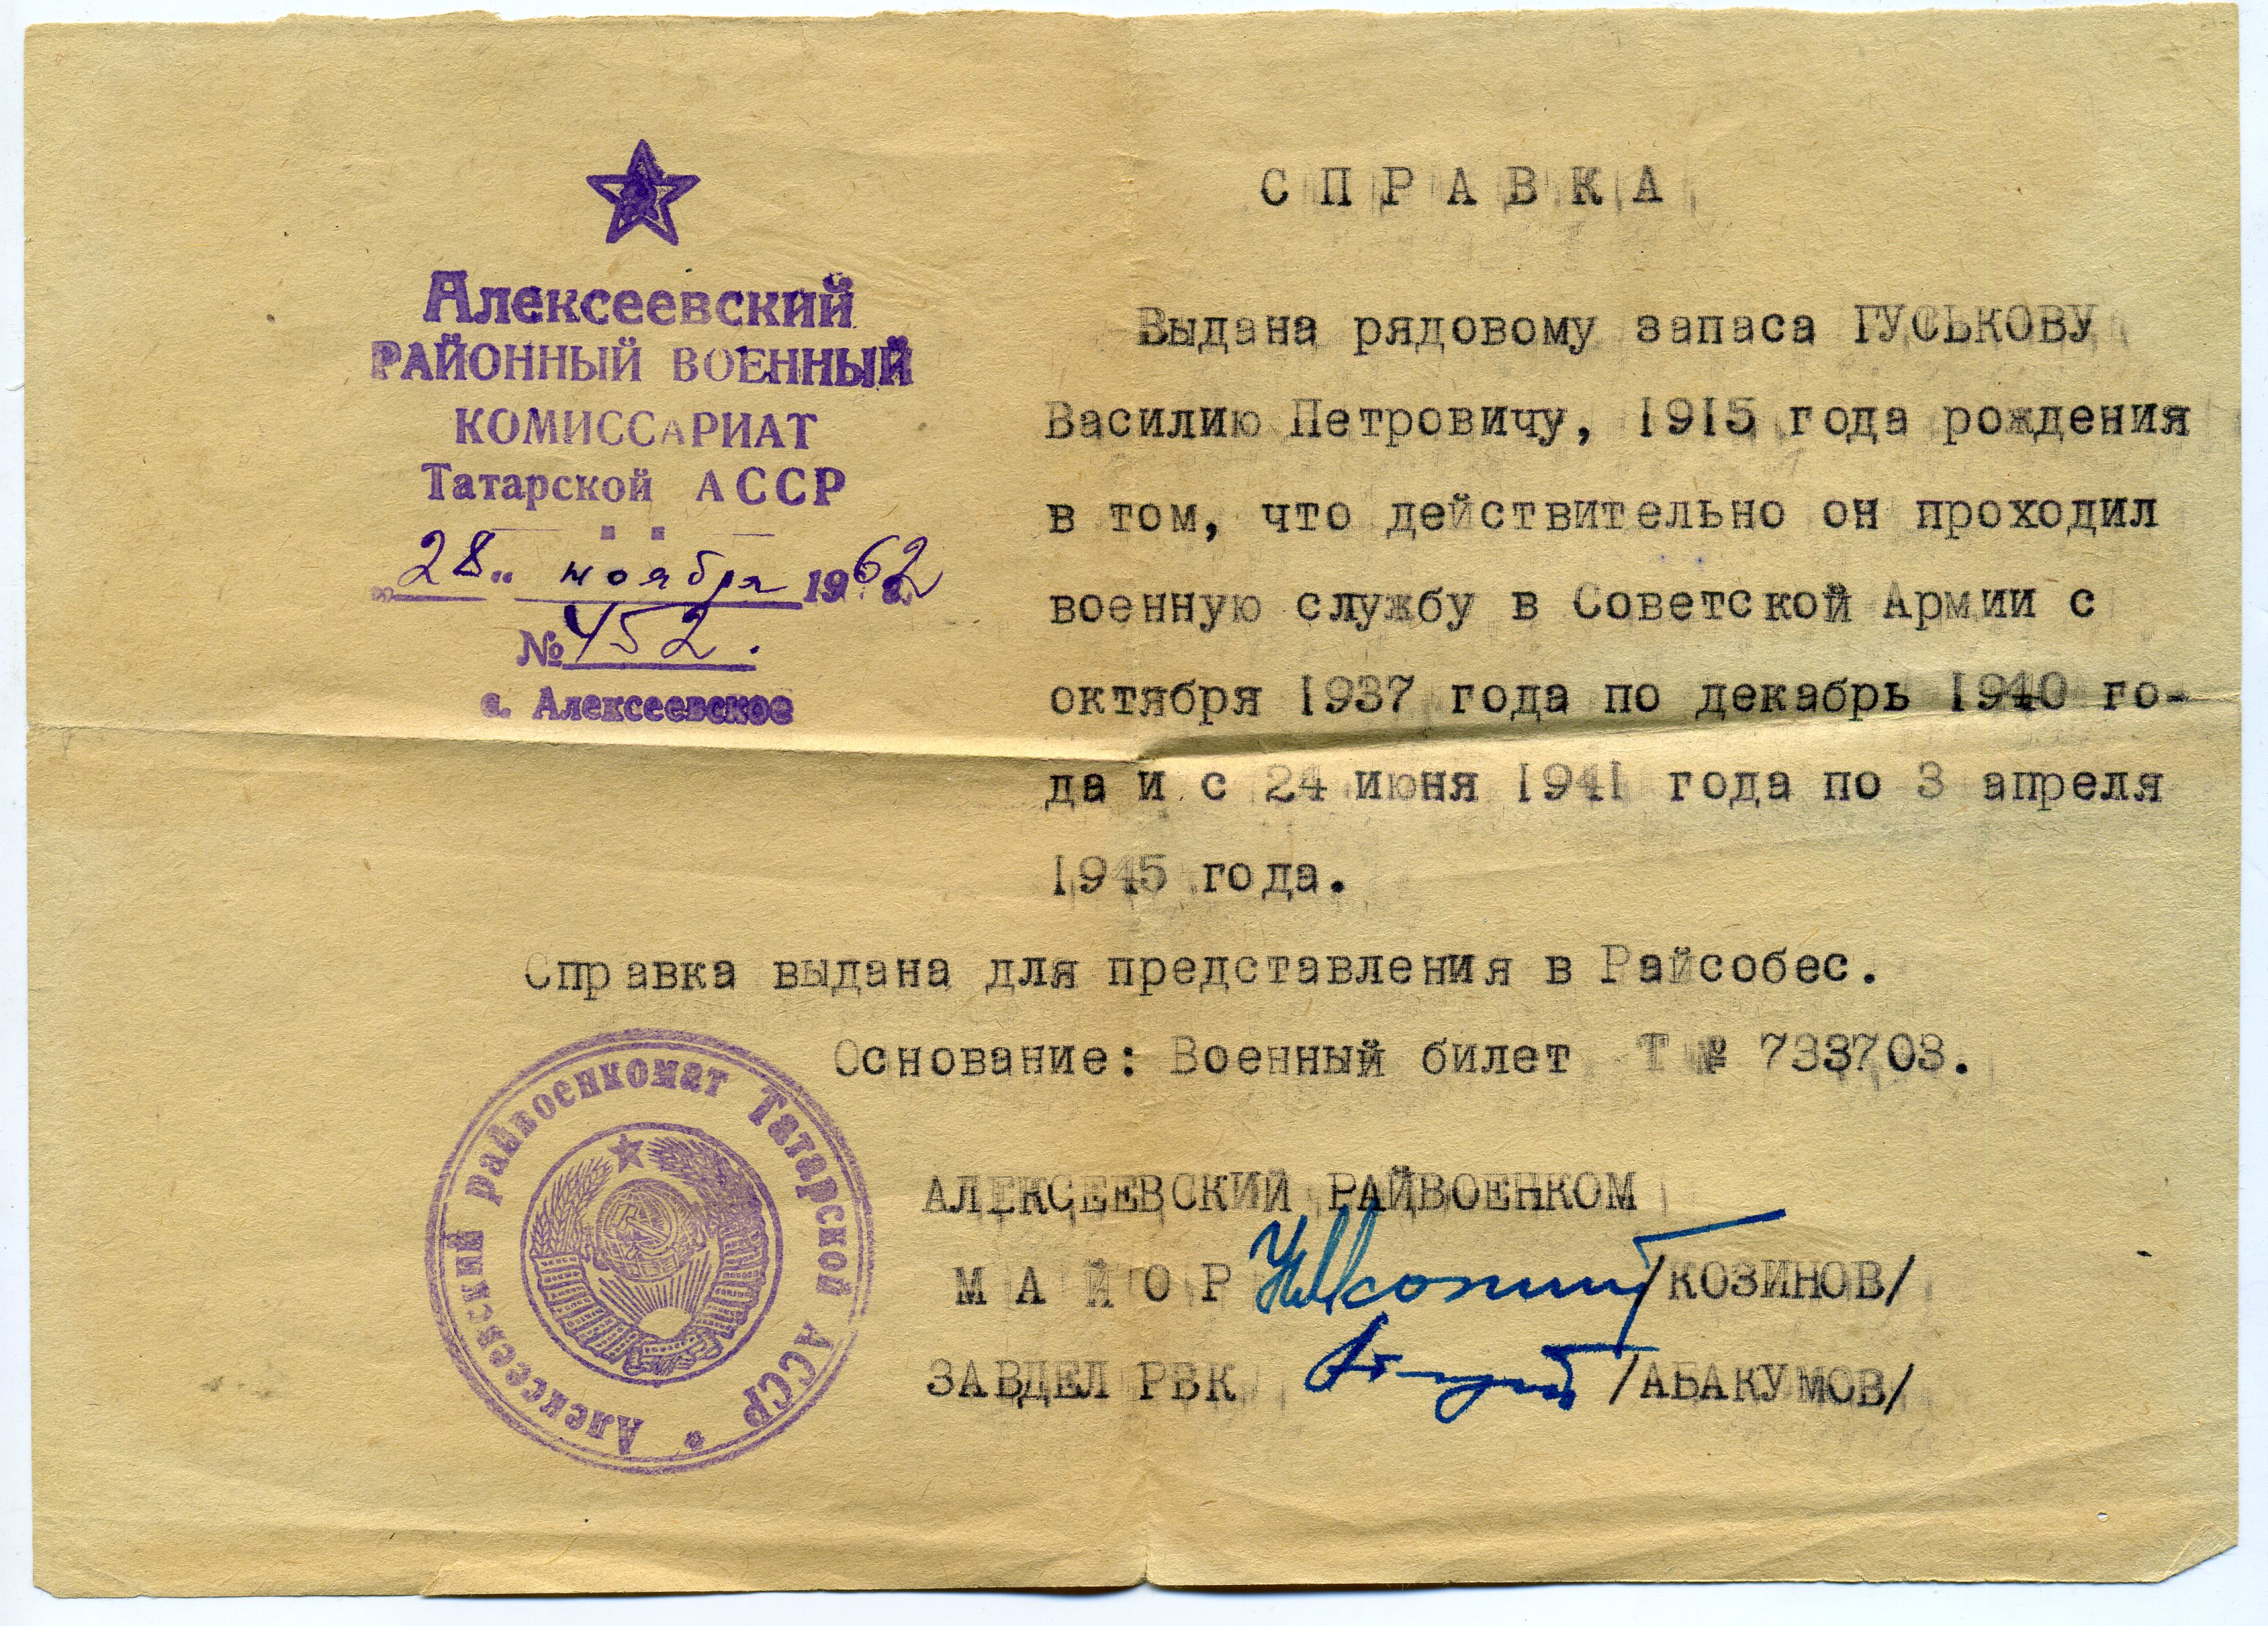 Алексеевский
РАЙОННЫЙ ВОЕННЫЙ
КОМИССАРИАТ
Татарской АССР
„28“ ноября 1962 г.
№ 452.
с. Алексеевское
СПРАВКА
Выдана рядовому запаса ГУСЬКОВУ
Василию Петровичу, 1915 года рождения
в том, что действительно он проходил
военную службу в Советской Армии с
октября 1937 года по декабрь 1940 го-
да и с 24 июня 1941 года по 3 апреля
1945 года.
Справка выдана для представления в Райсобес.
Основание: Военный билет Т № 733703.
АЛЕКСЕЕВСКИЙ РАЙВОЕНКОМ
МАЙОР /КОЗИНОВ/
ЗАВДЕЛ РВК /АБАКУМОВ/
* Алексеевский райвоенкомат Татарской АССР